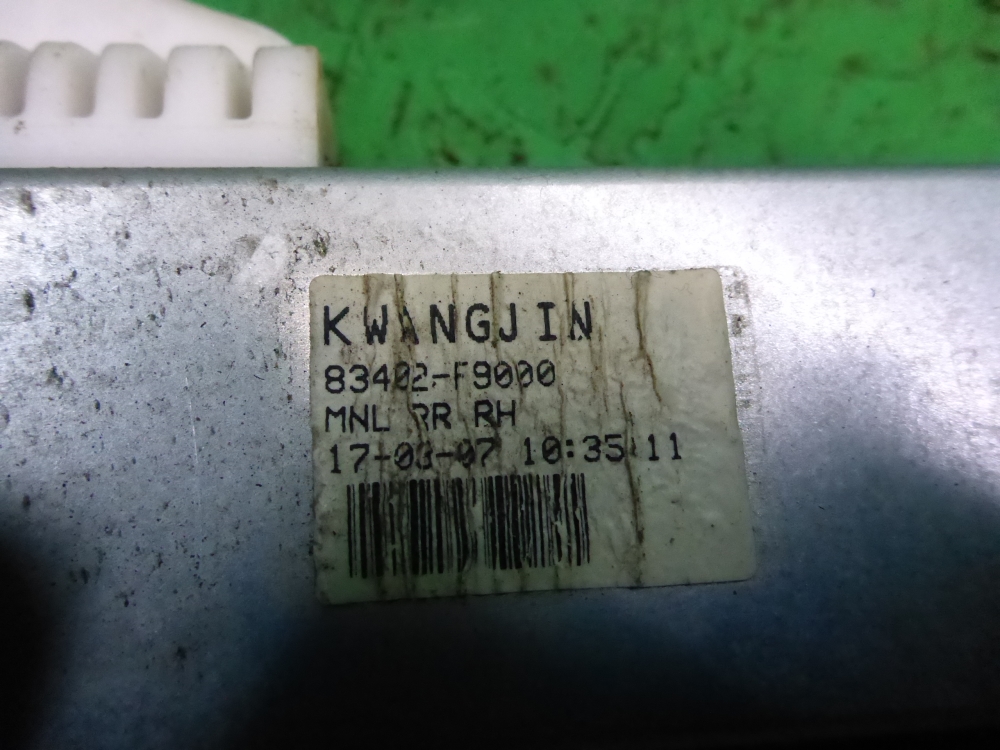 KWANGJIN
83402-F9000
MNL RR RH
17-03-07 10:35:11